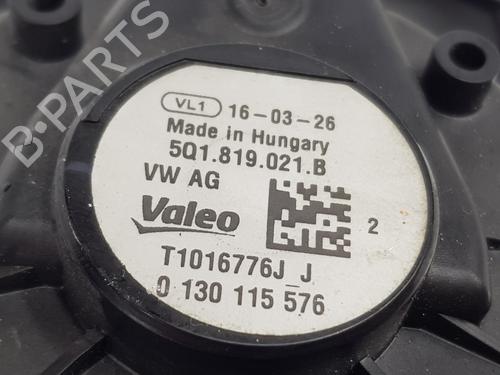 B-PARTS
VL1 16-03-26
Made in Hungary
5Q1.819.021.B
VW AG
Valeo
2
T1016776J_J
0 130 115 576